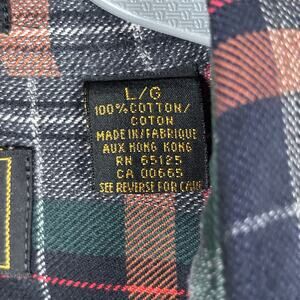 L/G
100% COTTON/
COTON
MADE IN/FABRIQUE
AUX HONG KONG
RN 65125
CA 00665
SEE REVERSE FOR CARE